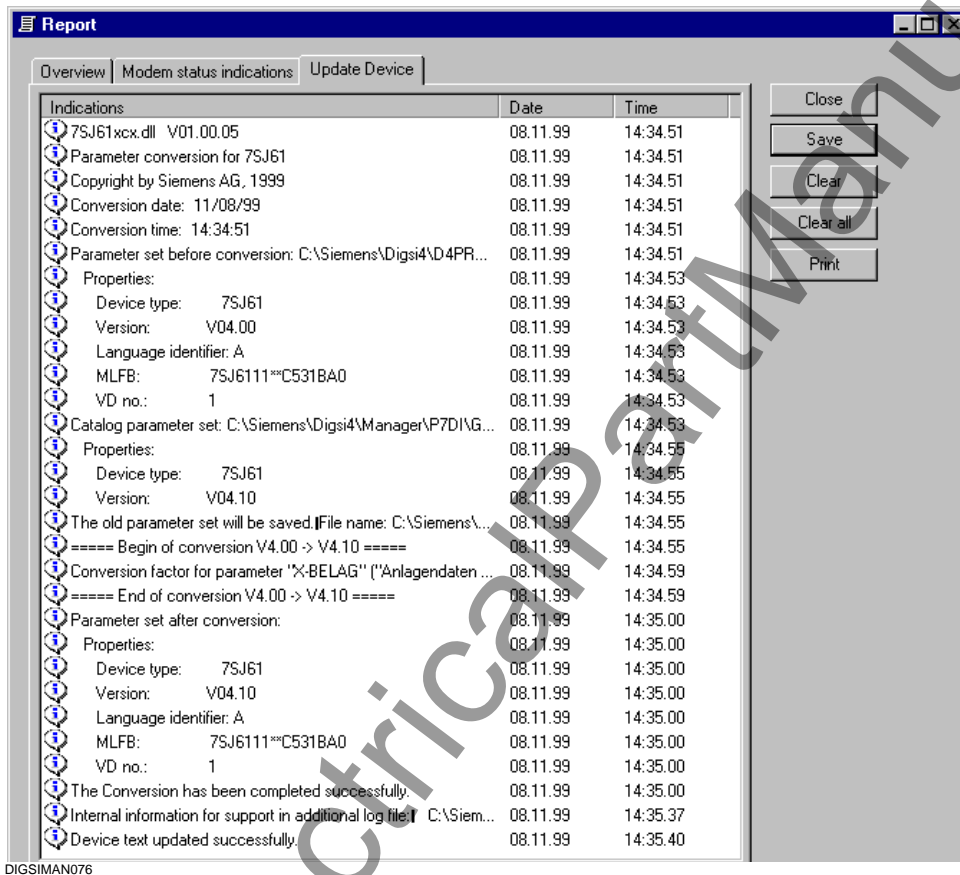 Report
Overview Modem status indications Update Device
Indications Date Time
7SJ61xcx.dll V01.00.05 08.11.99 14:34.51
Parameter conversion for 7SJ61 08.11.99 14:34.51
Copyright by Siemens AG, 1999 08.11.99 14:34.51
Conversion date: 11/08/99 08.11.99 14:34.51
Conversion time: 14:34:51 08.11.99 14:34.51
Parameter set before conversion: C:\Siemens\Digsi4\D4PR... 08.11.99 14:34.51
Properties: 08.11.99 14:34.53
Device type: 7SJ61 08.11.99 14:34.53
Version: V04.00 08.11.99 14:34.53
Language identifier: A 08.11.99 14:34.53
MLFB: 7SJ6111**C531BA0 08.11.99 14:34.53
VD no.: 1 08.11.99 14:34.53
Catalog parameter set: C:\Siemens\Digsi4\Manager\P7DI\G... 08.11.99 14:34.53
Properties: 08.11.99 14:34.55
Device type: 7SJ61 08.11.99 14:34.55
Version: V04.10 08.11.99 14:34.55
The old parameter set will be saved. File name: C:\Siemens\... 08.11.99 14:34.55
===== Begin of conversion V4.00 -> V4.10 ===== 08.11.99 14:34.55
Conversion factor for parameter "X-BELAG" ("Anlagendaten ... 08.11.99 14:34.59
===== End of conversion V4.00 -> V4.10 ===== 08.11.99 14:34.59
Parameter set after conversion: 08.11.99 14:35.00
Properties: 08.11.99 14:35.00
Device type: 7SJ61 08.11.99 14:35.00
Version: V04.10 08.11.99 14:35.00
Language identifier: A 08.11.99 14:35.00
MLFB: 7SJ6111**C531BA0 08.11.99 14:35.00
VD no.: 1 08.11.99 14:35.00
The Conversion has been completed successfully. 08.11.99 14:35.00
Internal information for support in additional log file: C:\Siem... 08.11.99 14:35.37
Device text updated successfully. 08.11.99 14:35.40
Close
Save
Clear
Clear all
Print
DIGSIMAN076
ctricalPartManu